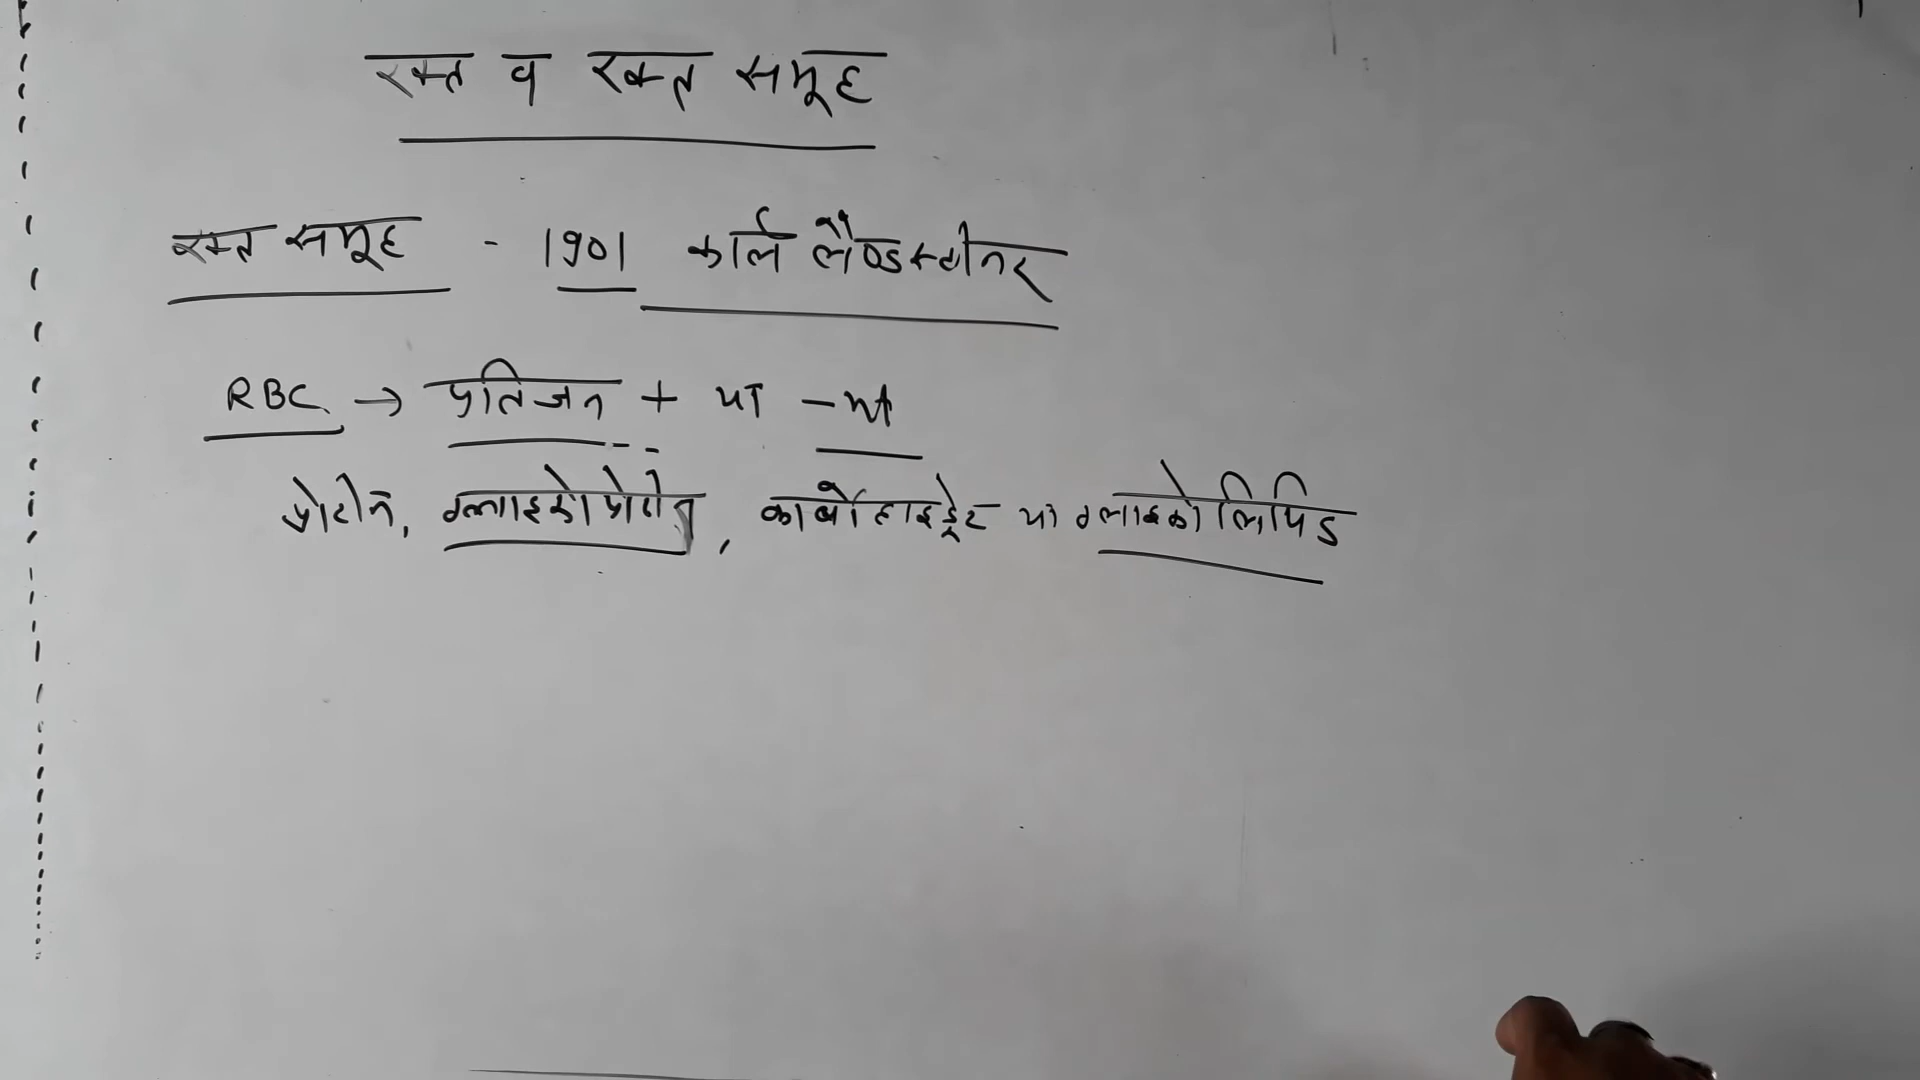 रक्त व रक्त समूह
रक्त समूह - 1901 कार्ल लैण्डस्टीनर
RBC → प्रतिजन + या -
प्रोटीन, ग्लाइकोप्रोटीन, कार्बोहाइड्रेट या ग्लाइकोलिपिड